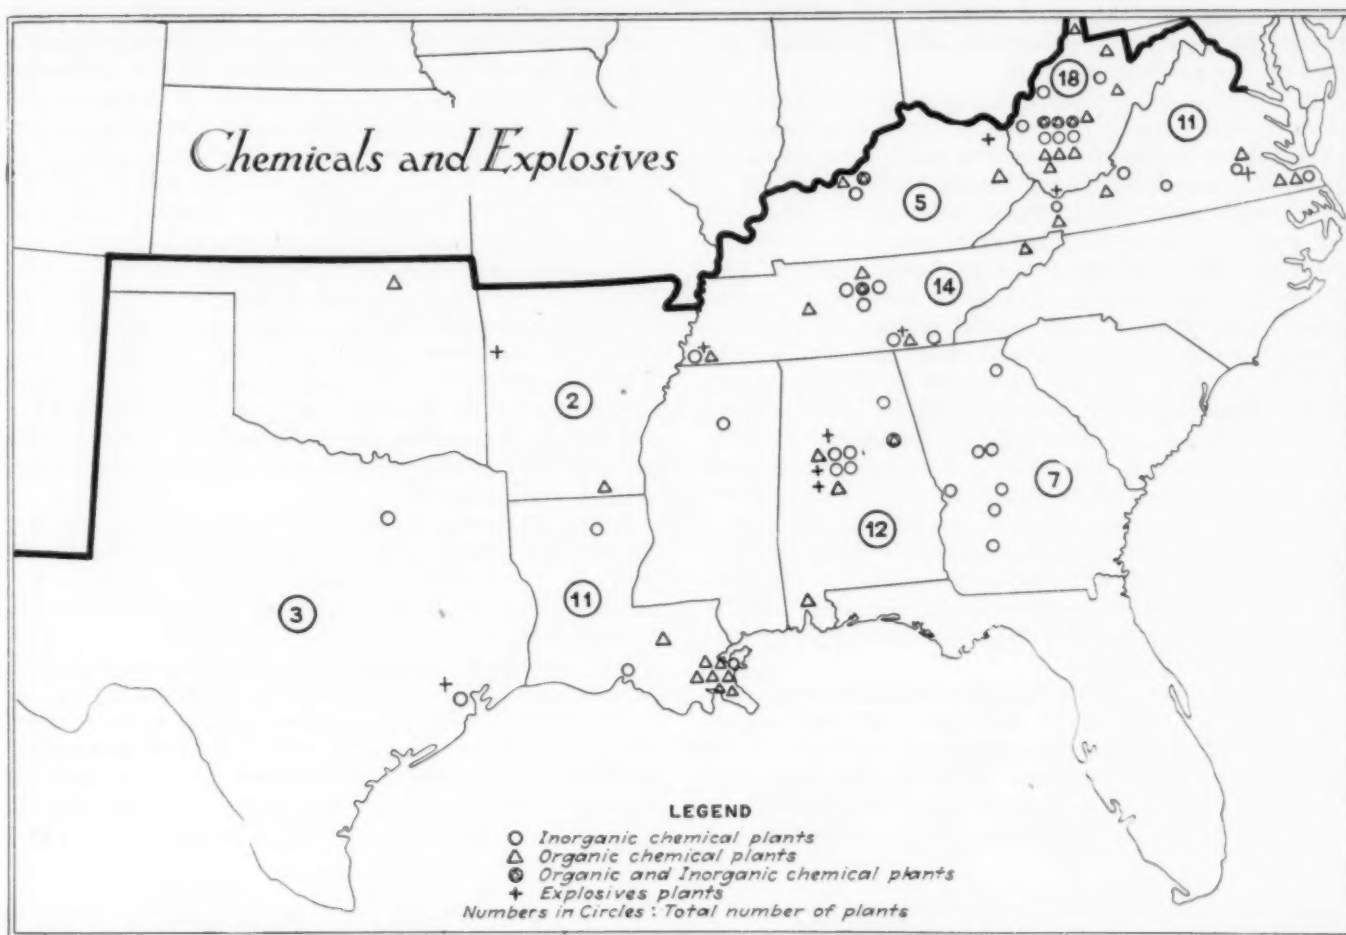 Chemicals and Explosives
18
11
5
14
2
7
12
11
3
LEGEND
Inorganic chemical plants
Organic chemical plants
Organic and Inorganic chemical plants
Explosives plants
Numbers in Circles : Total number of plants